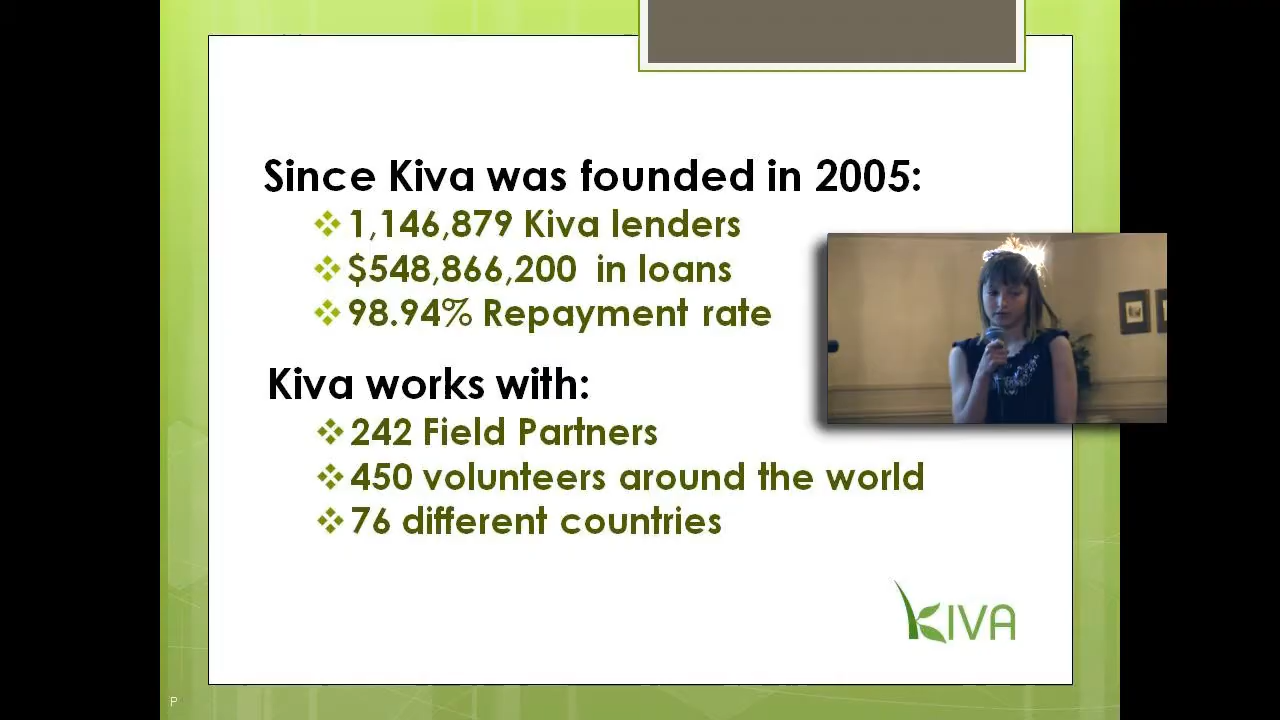 Since Kiva was founded in 2005:
1,146,879 Kiva lenders
$548,866,200 in loans
98.94% Repayment rate
Kiva works with:
242 Field Partners
450 volunteers around the world
76 different countries
KIVA
P